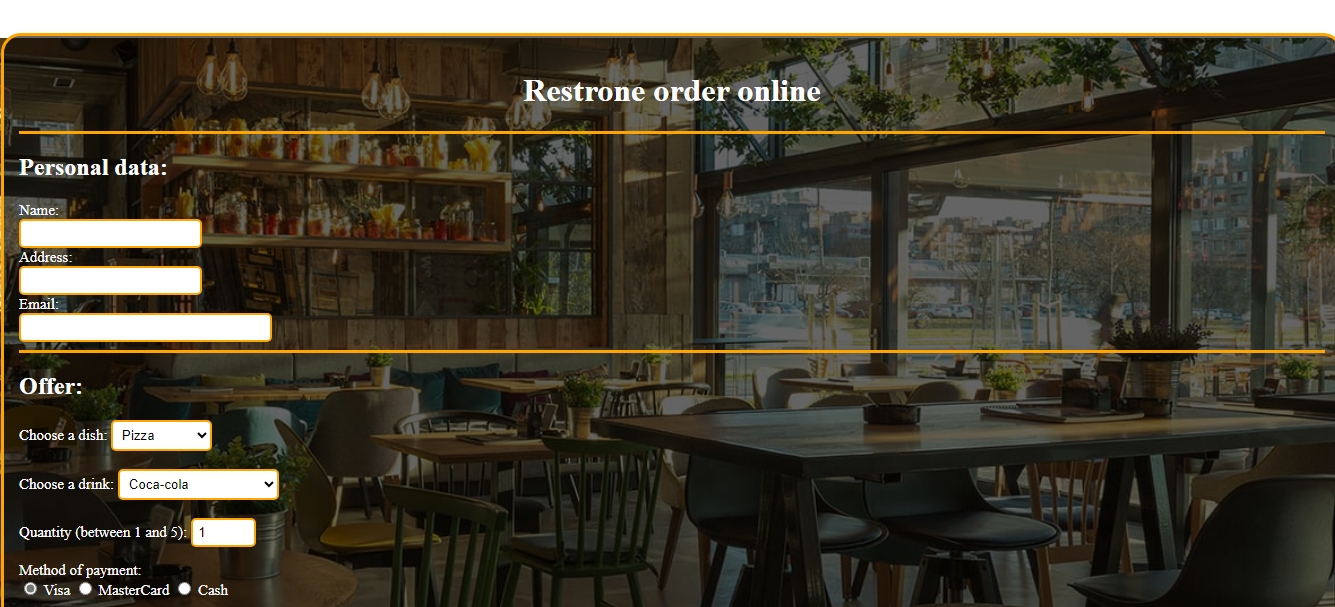 Restrone order online
Personal data:
Name:
Address:
Email:
Offer:
Choose a dish: Pizza
Choose a drink: Coca-cola
Quantity (between 1 and 5): 1
Method of payment:
Visa MasterCard Cash